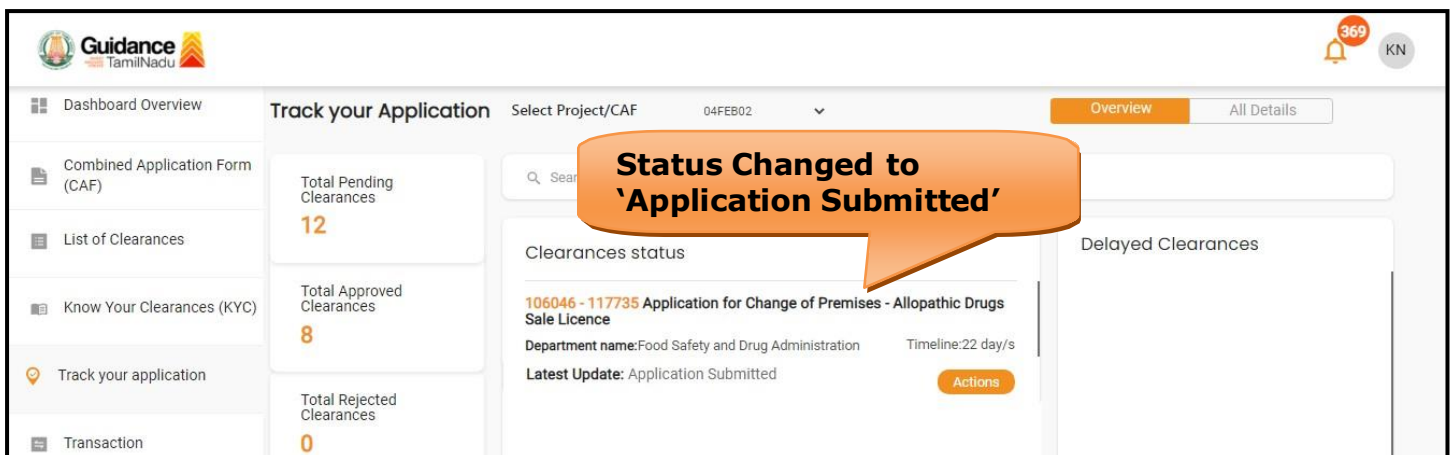 Guidance
TamilNadu
369
KN
Dashboard Overview
Combined Application Form
(CAF)
List of Clearances
Know Your Clearances (KYC)
Track your application
Transaction
Track your Application
Select Project/CAF
04FEB02
Overview
All Details
Total Pending
Clearances
12
Total Approved
Clearances
8
Total Rejected
Clearances
0
Status Changed to
‘Application Submitted’
Clearances status
106046 - 117735 Application for Change of Premises - Allopathic Drugs
Sale Licence
Department name:Food Safety and Drug Administration
Timeline:22 day/s
Latest Update: Application Submitted
Actions
Delayed Clearances